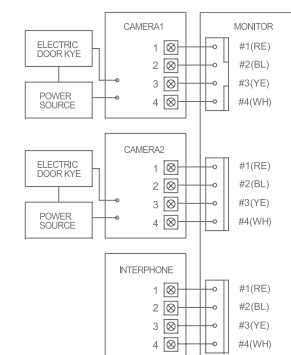 CAMERA1
MONITOR
ELECTRIC
DOOR KYE
POWER
SOURCE
1
2
3
4
#1(RE)
#2(BL)
#3(YE)
#4(WH)
CAMERA2
ELECTRIC
DOOR KYE
POWER
SOURCE
1
2
3
4
#1(RE)
#2(BL)
#3(YE)
#4(WH)
INTERPHONE
1
2
3
4
#1(RE)
#2(BL)
#3(YE)
#4(WH)